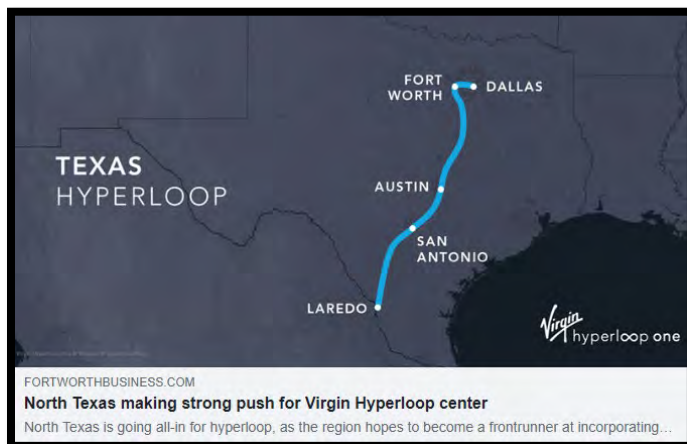 FORT
WORTH
DALLAS
TEXAS
HYPERLOOP
AUSTIN
SAN
ANTONIO
LAREDO
Virgin
hyperloop one
FORTWORTHBUSINESS.COM
North Texas making strong push for Virgin Hyperloop center
North Texas is going all-in for hyperloop, as the region hopes to become a frontrunner at incorporating…